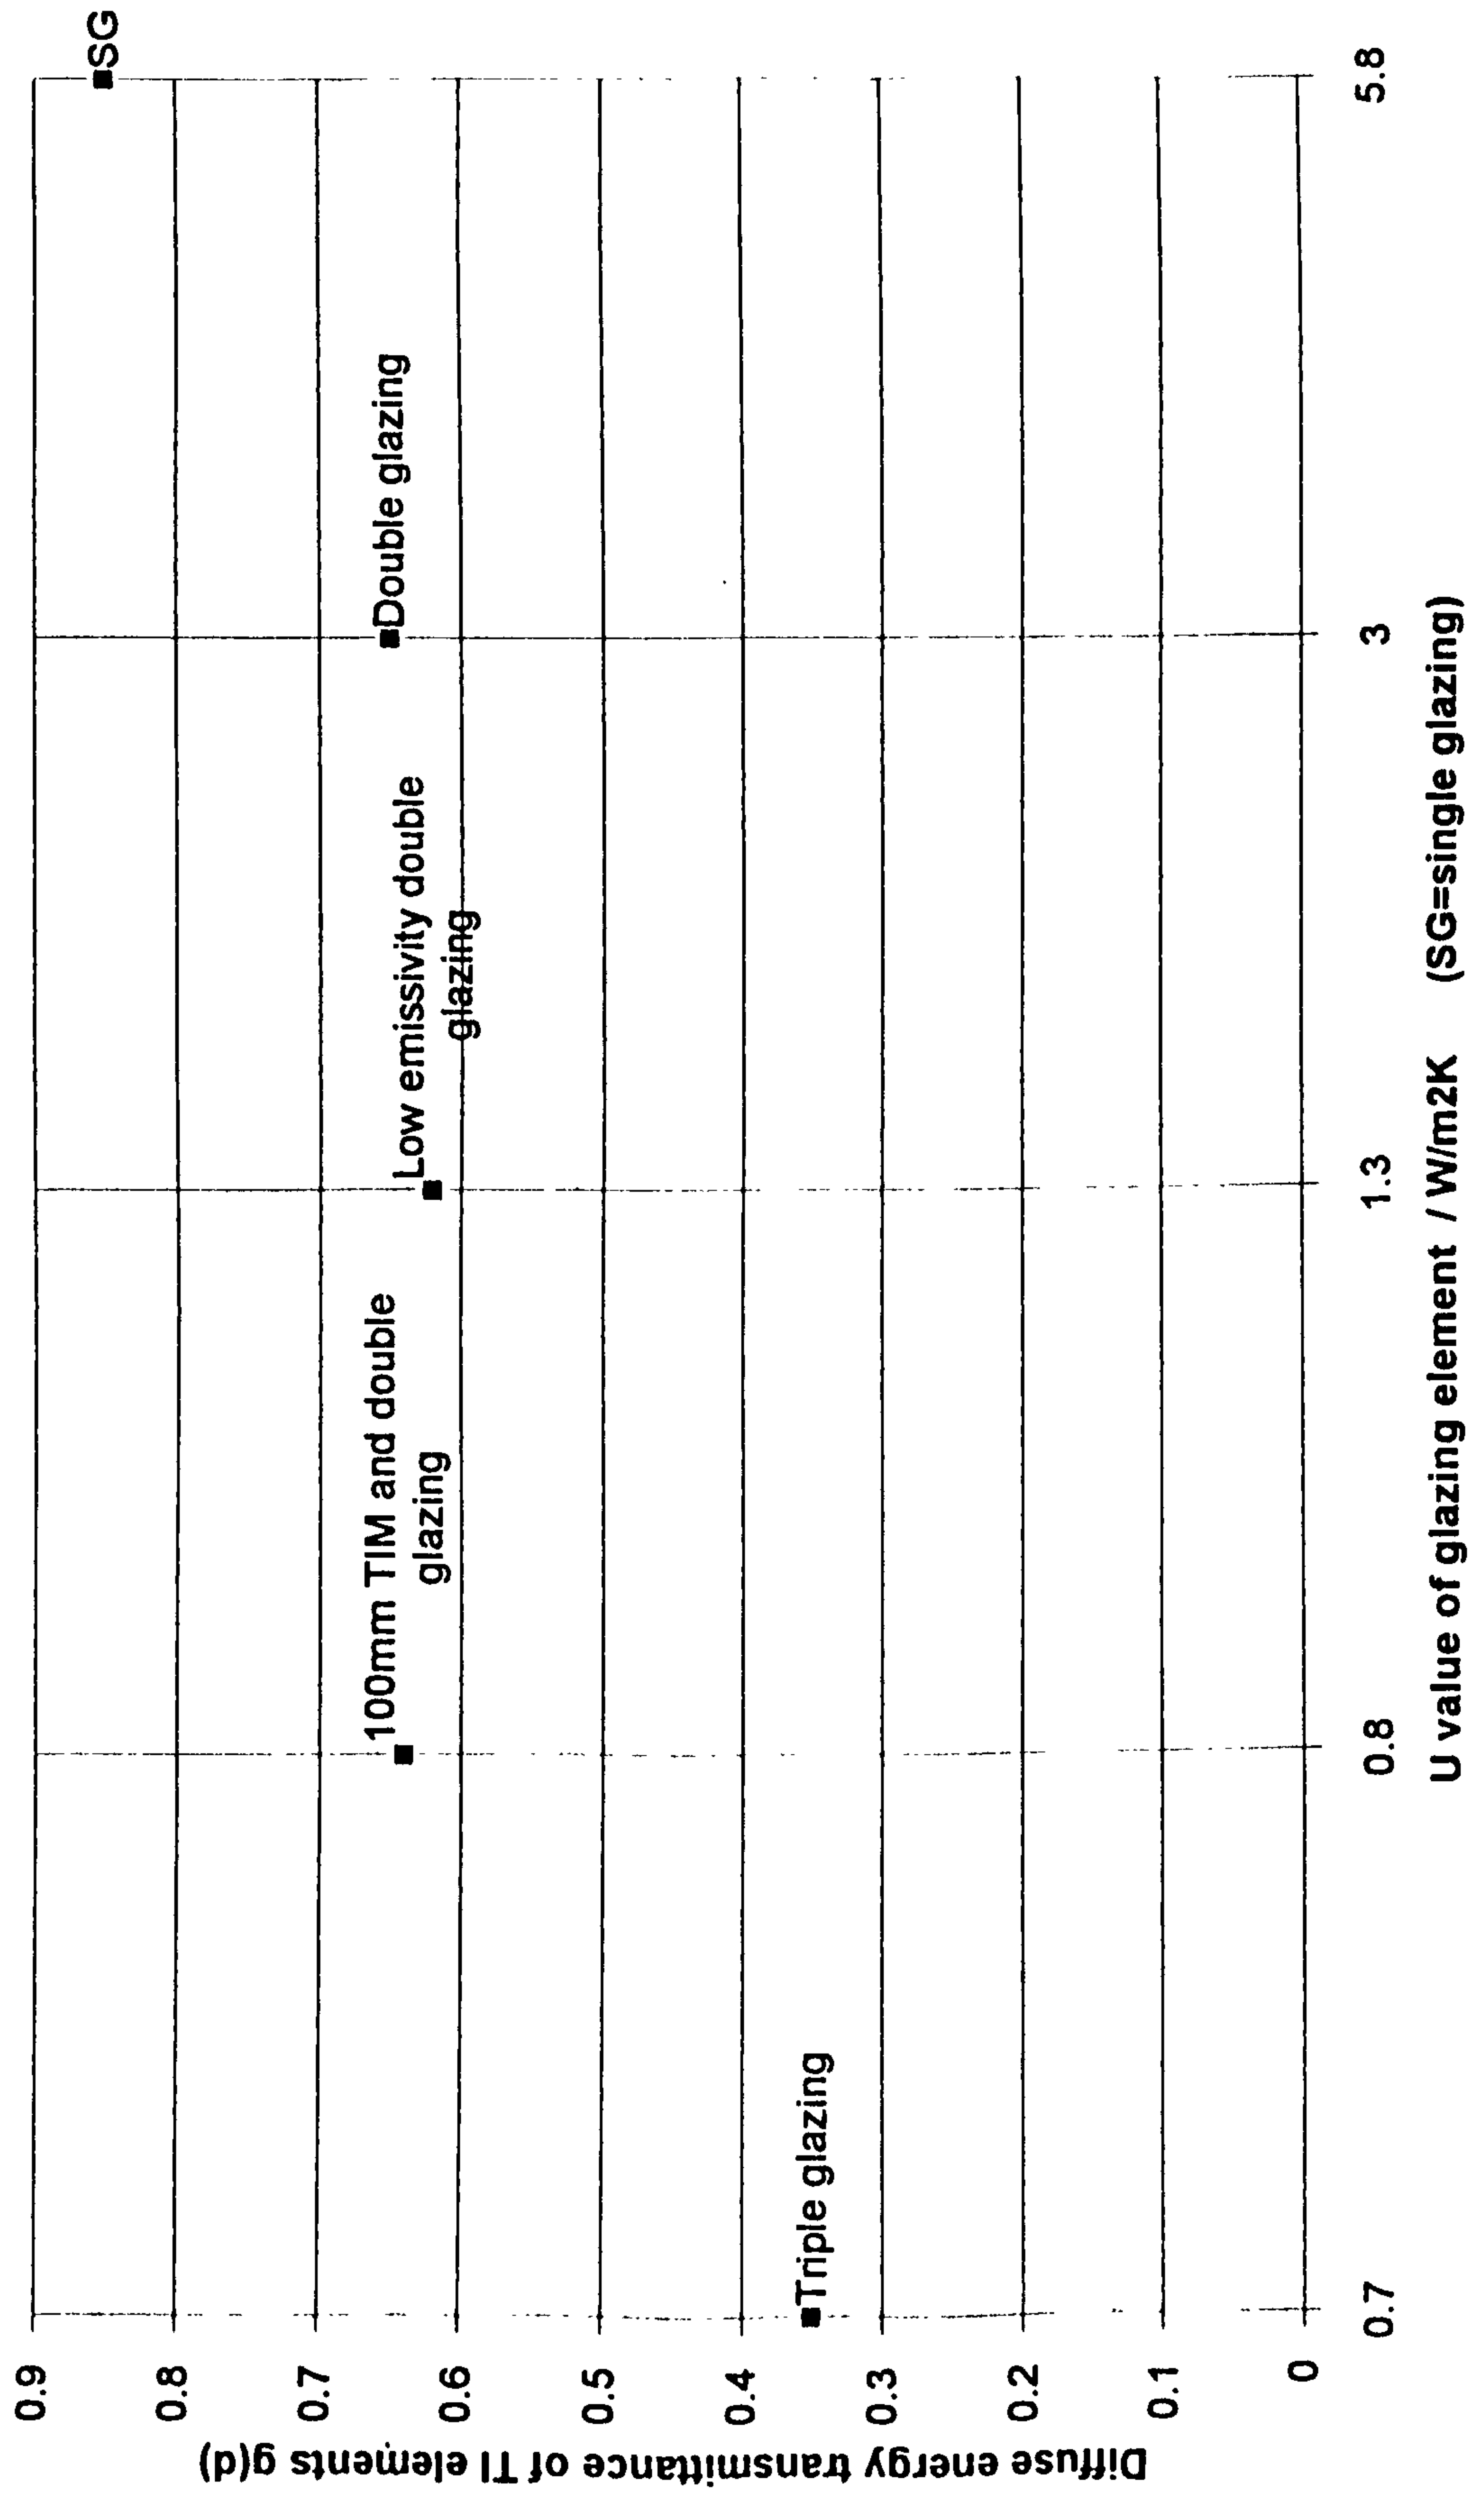 Diffuse energy transmittance of TI elements g(d)
0.9
0.8
0.7
0.6
0.5
0.4
0.3
0.2
0.1
0
SG
Double glazing
Low emissivity double
glazing
100mm TIM and double
glazing
Triple glazing
0.7
0.8
1.3
3
5.8
U value of glazing element / W/m2K (SG=single glazing)